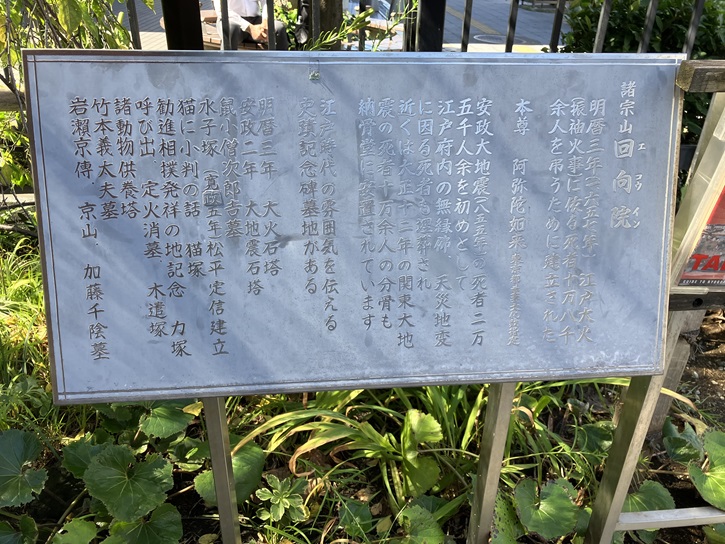 諸宗山 回向院
エ コウ イン
明暦三年(一六五七年) 江戸大火
(振袖火事)に依る死者十万八千
余人を弔うために建立された
本尊 阿弥陀如来
安政大地震(一八五五年)の死者二万
五千人余を初めとして
江戸府内の無縁仏 天災地変
に因る死者も埋葬され
近くは大正十二年の関東大地
震の死者十万余人の分骨も
納骨堂に安置されています
江戸時代の雰囲気を伝える
史蹟記念碑墓地がある
明暦三年 大火石塔
安政二年 大地震石塔
鼠小僧次郎吉墓
水子塚(寛政五年松平定信建立
猫に小判の話 猫塚
勧進相撲発祥の地記念 力塚
呼び出し 定火消墓 木遣塚
諸動物供養塔
竹本義太夫墓
岩瀬京傳、京山、加藤千陰墓
TA